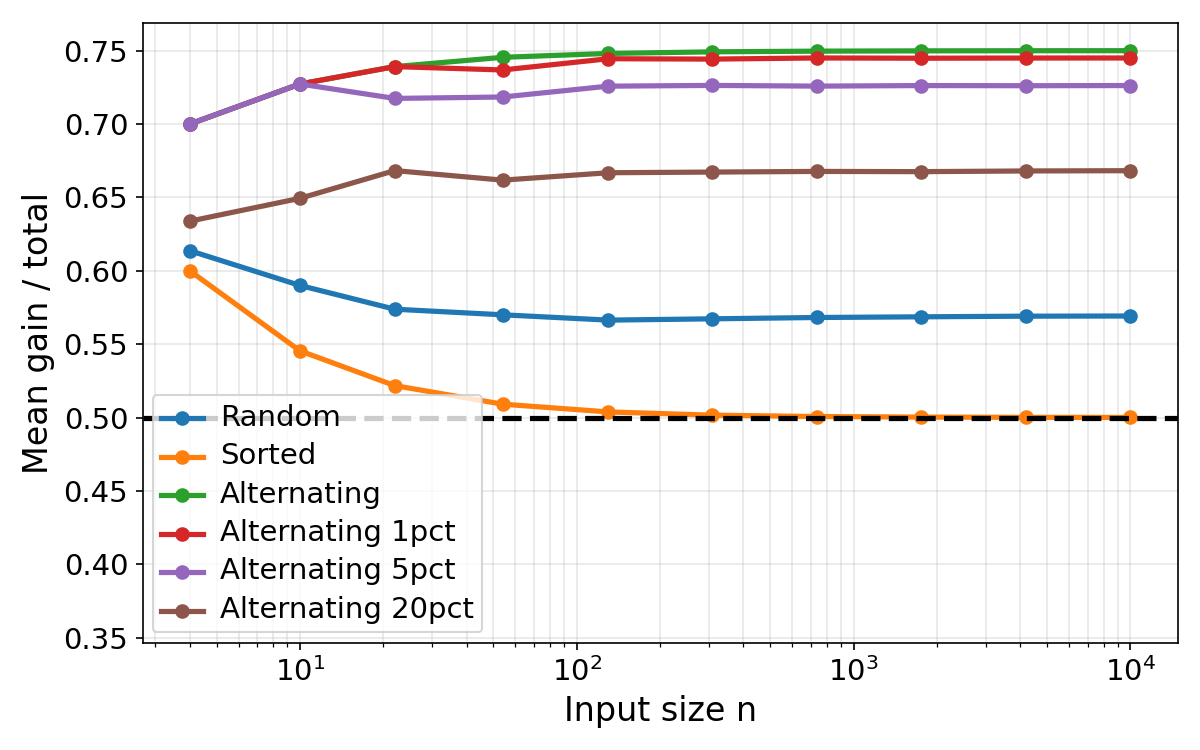 0.75
0.70
0.65
0.60
0.55
0.50
0.45
0.40
0.35
Mean gain / total
Random
Sorted
Alternating
Alternating 1pct
Alternating 5pct
Alternating 20pct
10¹ 10² 10³ 10⁴
Input size n